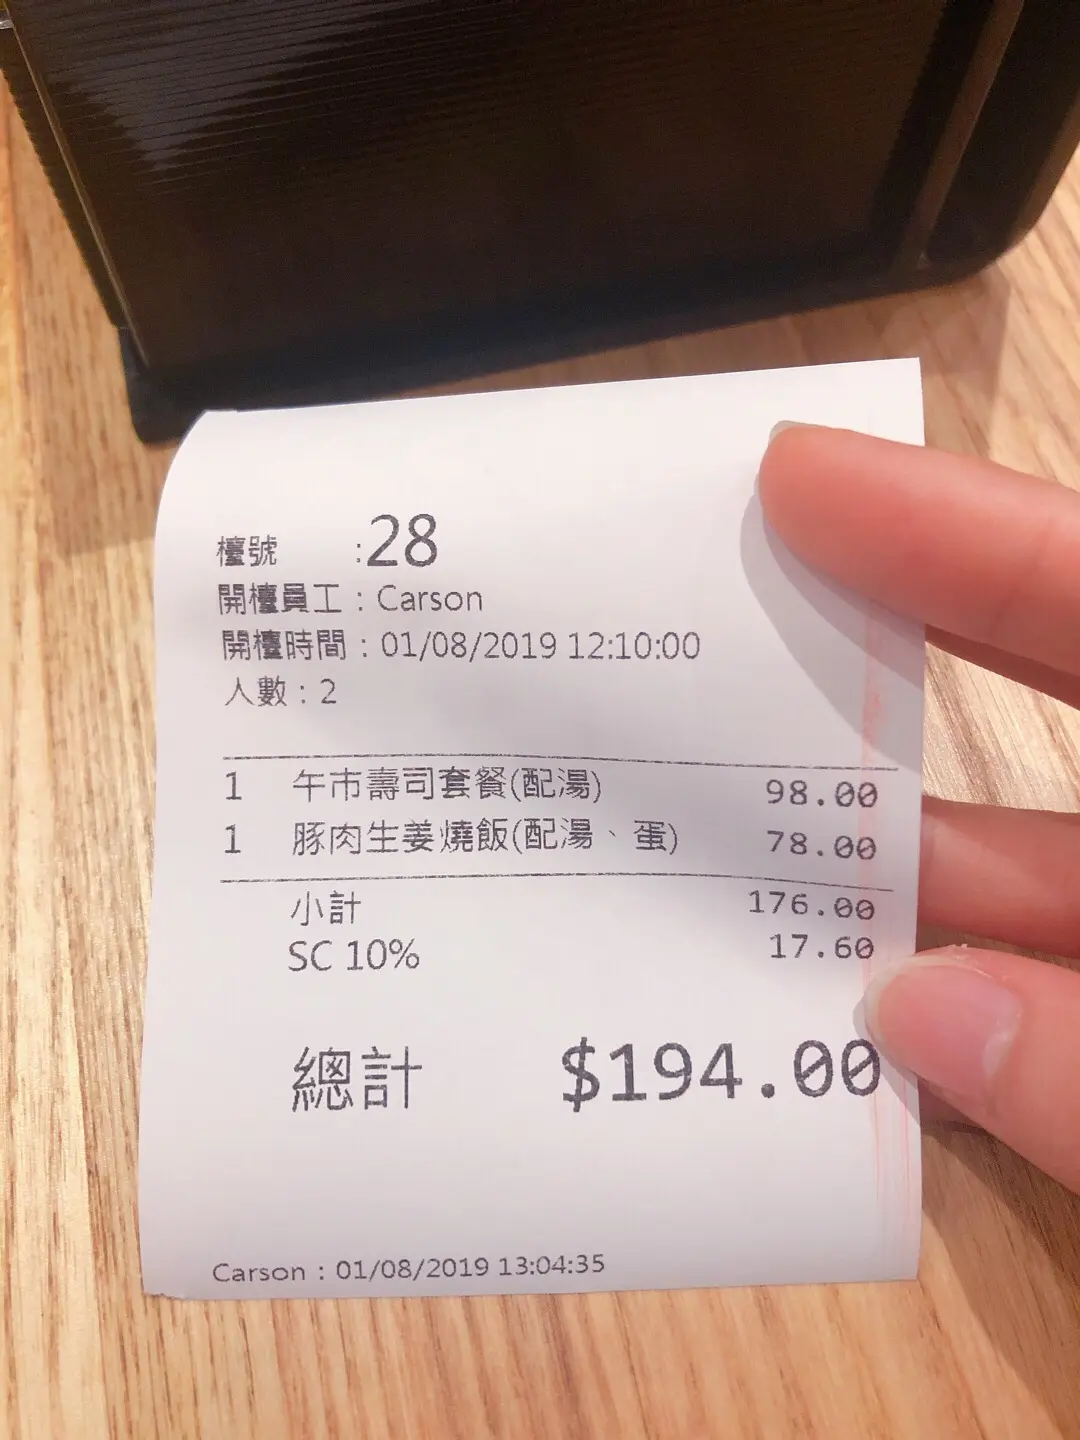 檯號 :28
開檯員工：Carson
開檯時間：01/08/2019 12:10:00
人數：2
1 午市壽司套餐(配湯) 98.00
1 豚肉生姜燒飯(配湯、蛋) 78.00
小計 176.00
SC 10% 17.60
總計 $194.00
Carson：01/08/2019 13:04:35